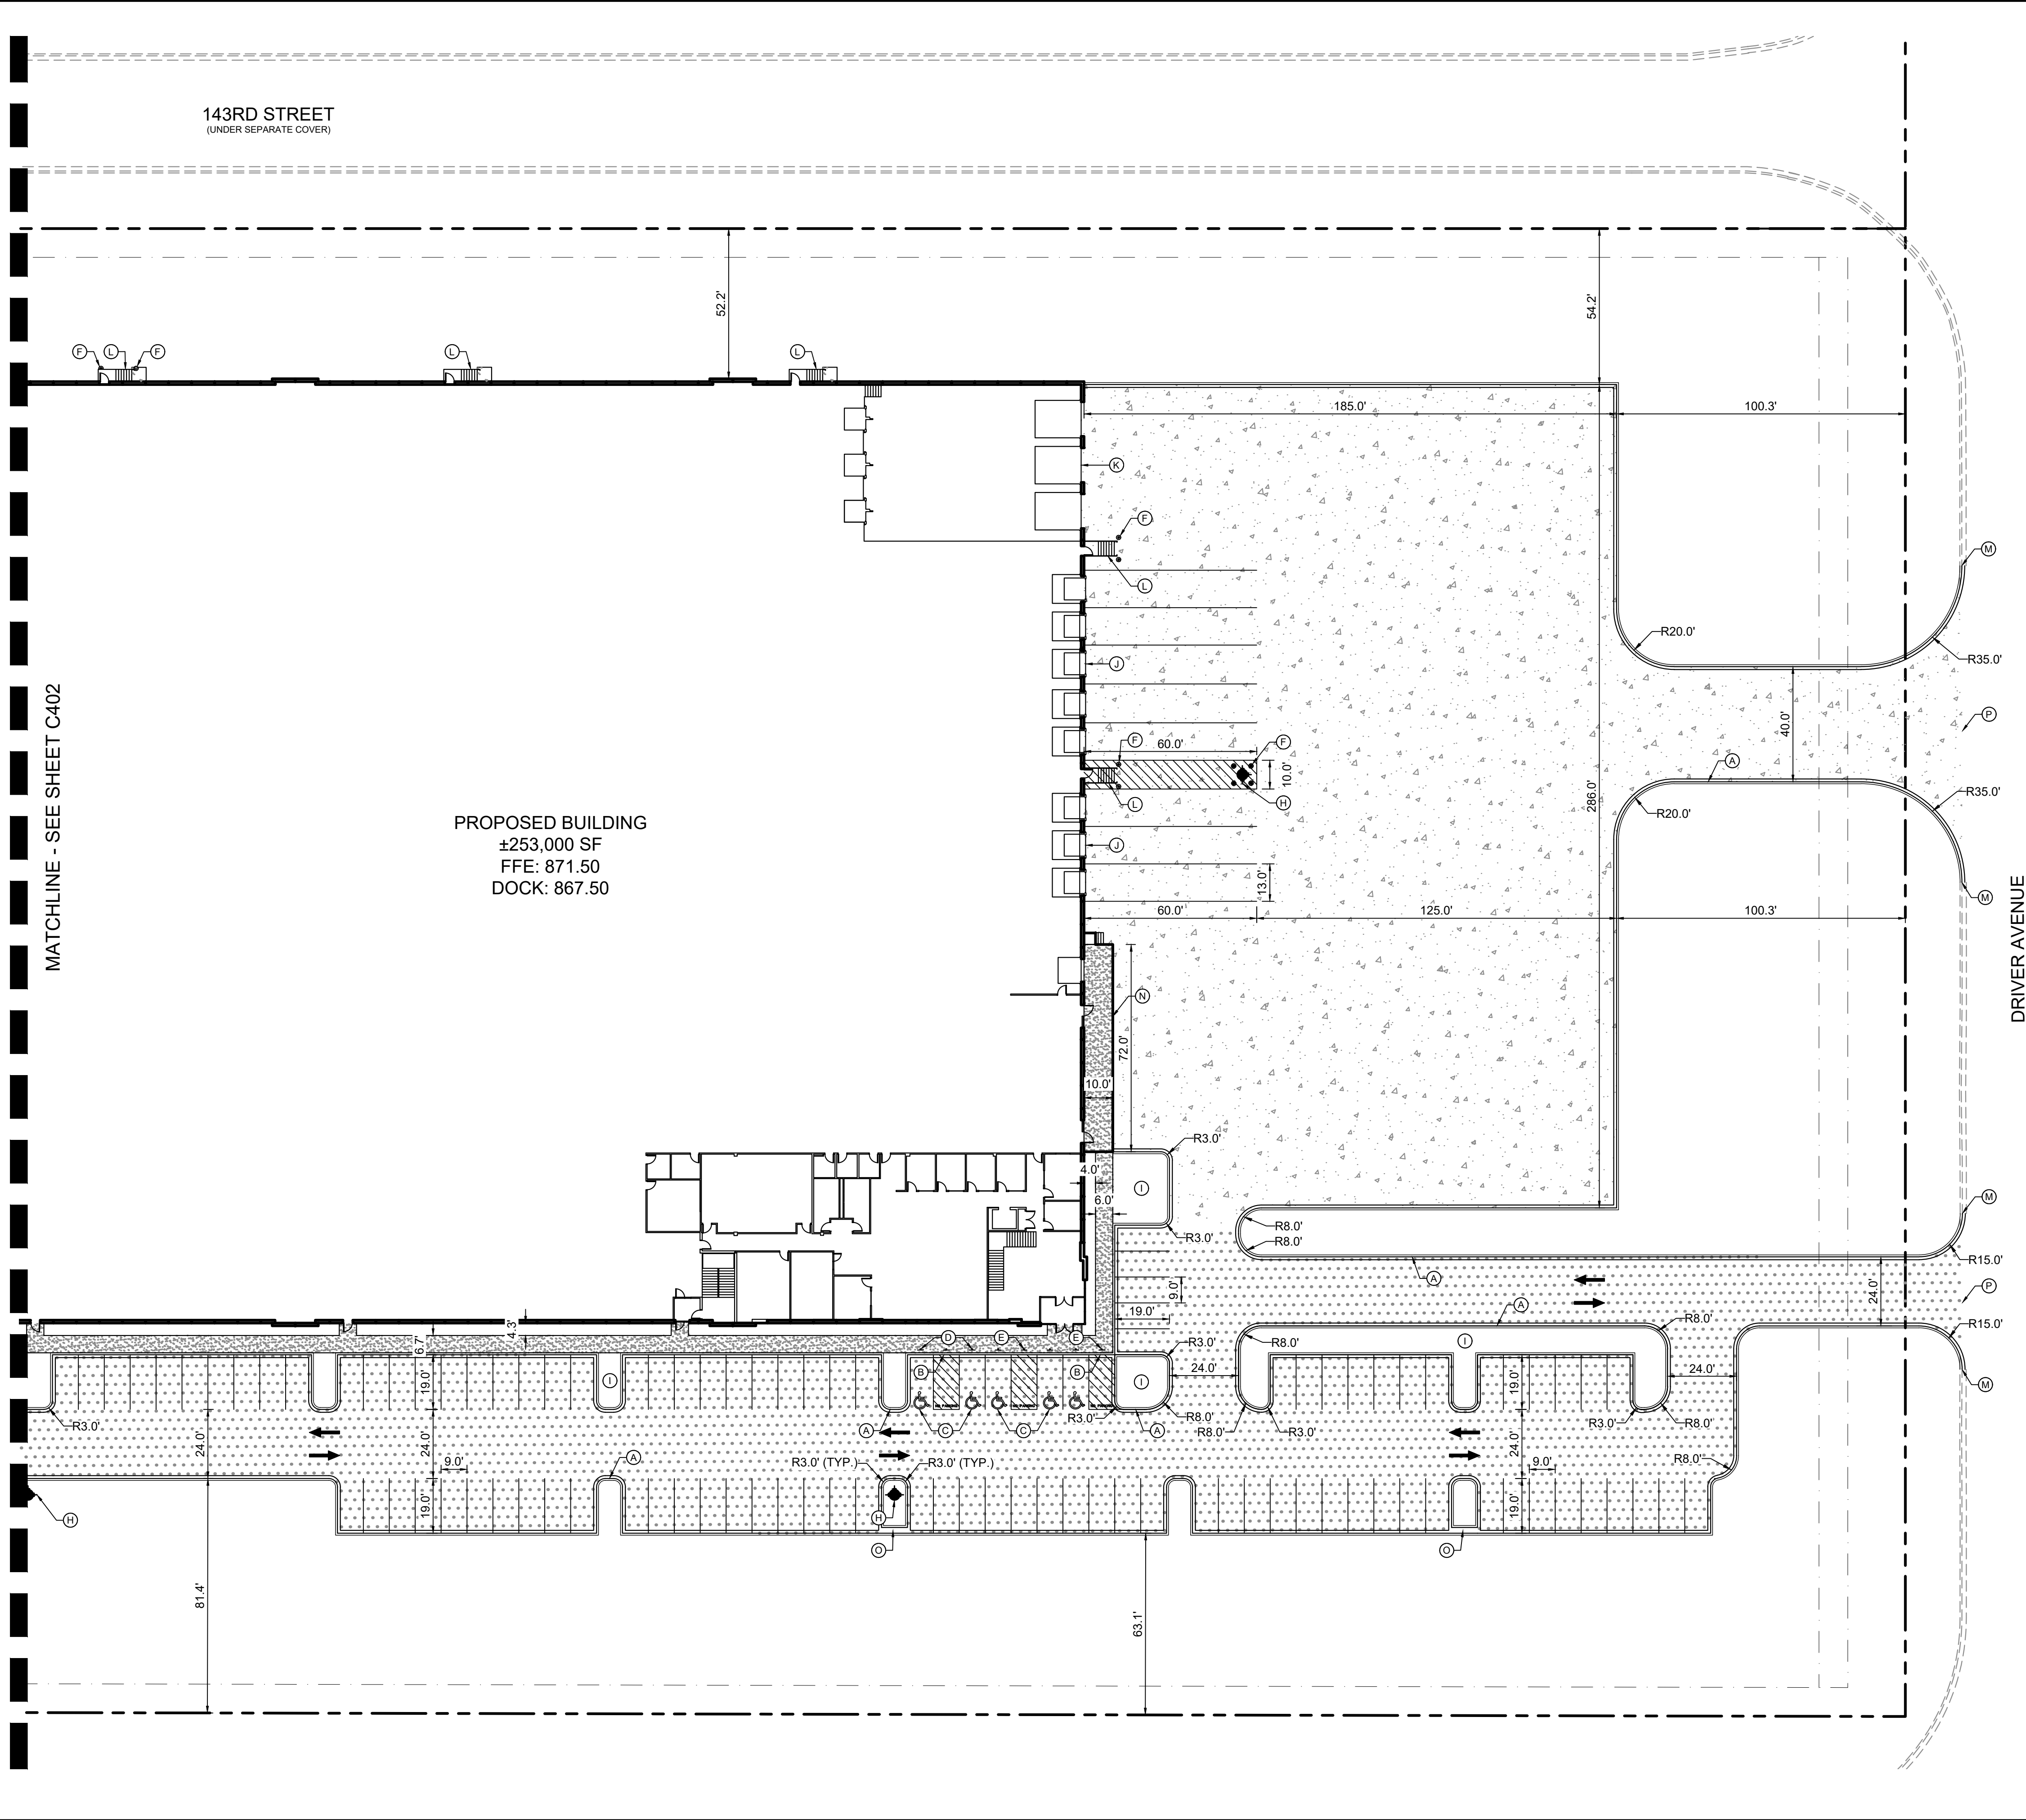 143RD STREET
(UNDER SEPARATE COVER)
52.2'
54.2'
F
L
F
L
L
185.0'
100.3'
K
F
M
L
R20.0'
R35.0'
J
MATCHLINE - SEE SHEET C402
40.0'
P
F
60.0'
F
A
10.0'
H
L
286.0'
R35.0'
R20.0'
PROPOSED BUILDING
±253,000 SF
FFE: 871.50
DOCK: 867.50
J
13.0'
M
60.0'
125.0'
100.3'
DRIVER AVENUE
N
72.0'
10.0'
R3.0'
4.0'
I
6.0'
M
R8.0'
R3.0'
R8.0'
R15.0'
A
9.0'
P
24.0'
19.0'
A
4.3'
6.7'
D
E
E
R3.0'
R8.0'
I
R8.0'
R15.0'
B
B
24.0'
24.0'
I
I
M
19.0'
19.0'
R3.0'
R3.0'
R8.0'
R8.0'
R3.0'
R3.0'
R8.0'
A
C
C
A
24.0'
24.0'
24.0'
A
9.0'
R3.0' (TYP.)
R3.0' (TYP.)
9.0'
R8.0'
19.0'
19.0'
H
H
O
O
81.4'
63.1'